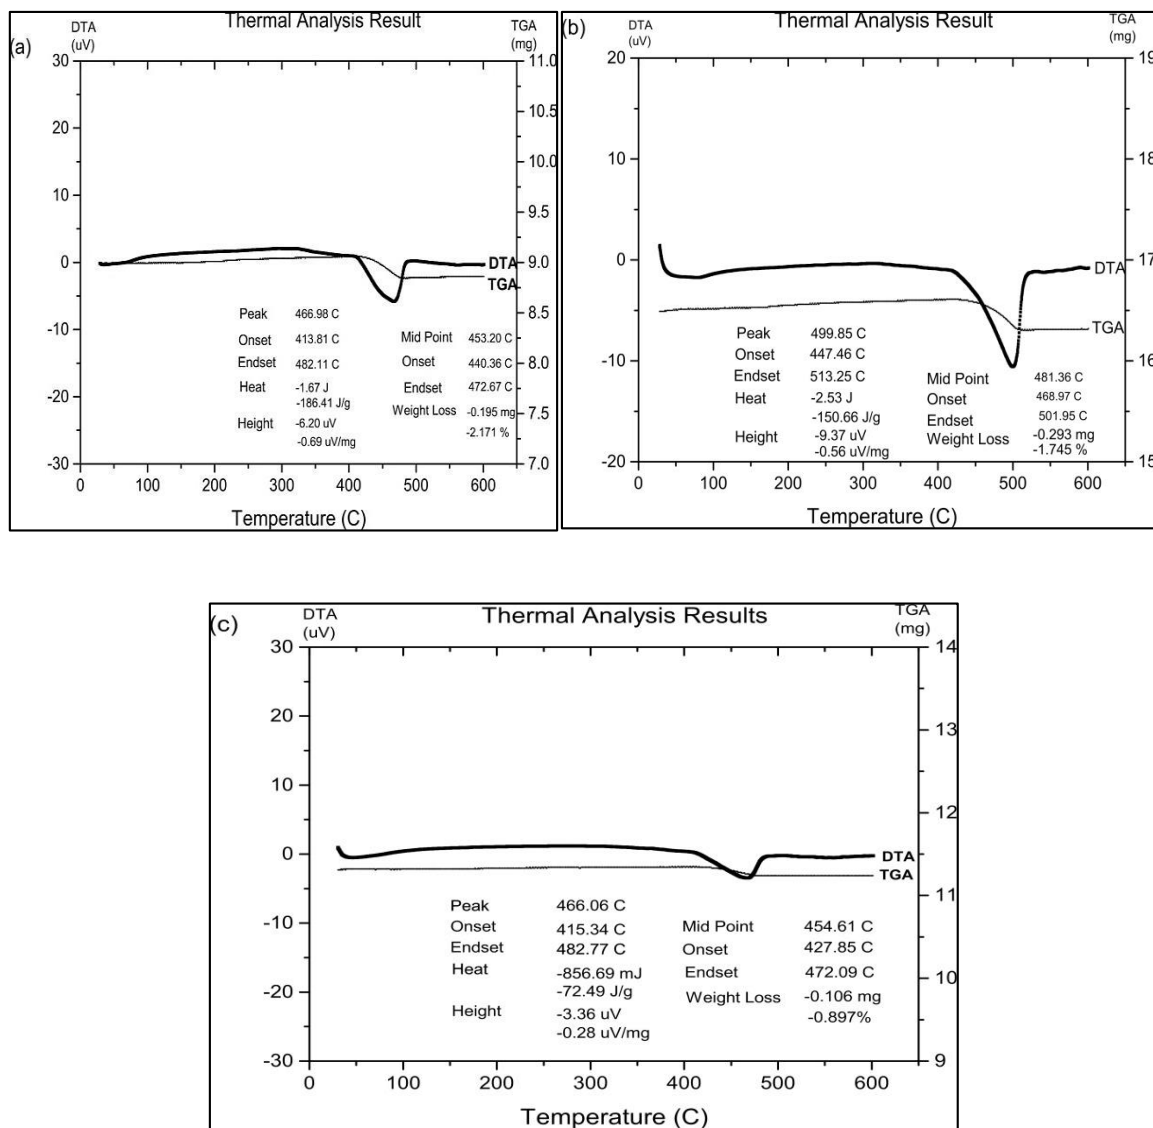 (a)
DTA
(uV)
Thermal Analysis Result
TGA
(mg)
30
20
10
0
-10
-20
-30
11.0
10.5
10.0
9.5
9.0
8.5
8.0
7.5
7.0
DTA
TGA
Peak 466.98 C
Onset 413.81 C
Endset 482.11 C
Heat -1.67 J
-186.41 J/g
Height -6.20 uV
-0.69 uV/mg
Mid Point 453.20 C
Onset 440.36 C
Endset 472.67 C
Weight Loss -0.195 mg
-2.171 %
0 100 200 300 400 500 600
Temperature (C)
(b)
DTA
(uV)
Thermal Analysis Result
TGA
(mg)
20
10
0
-10
-20
19
18
17
16
15
DTA
TGA
Peak 499.85 C
Onset 447.46 C
Endset 513.25 C
Heat -2.53 J
-150.66 J/g
Height -9.37 uV
-0.56 uV/mg
Mid Point 481.36 C
Onset 468.97 C
Endset 501.95 C
Weight Loss -0.293 mg
-1.745 %
0 100 200 300 400 500 600
Temperature (C)
(c)
DTA
(uV)
Thermal Analysis Results
TGA
(mg)
30
20
10
0
-10
-20
-30
14
13
12
11
10
9
DTA
TGA
Peak 466.06 C
Onset 415.34 C
Endset 482.77 C
Heat -856.69 mJ
-72.49 J/g
Height -3.36 uV
-0.28 uV/mg
Mid Point 454.61 C
Onset 427.85 C
Endset 472.09 C
Weight Loss -0.106 mg
-0.897%
0 100 200 300 400 500 600
Temperature (C)